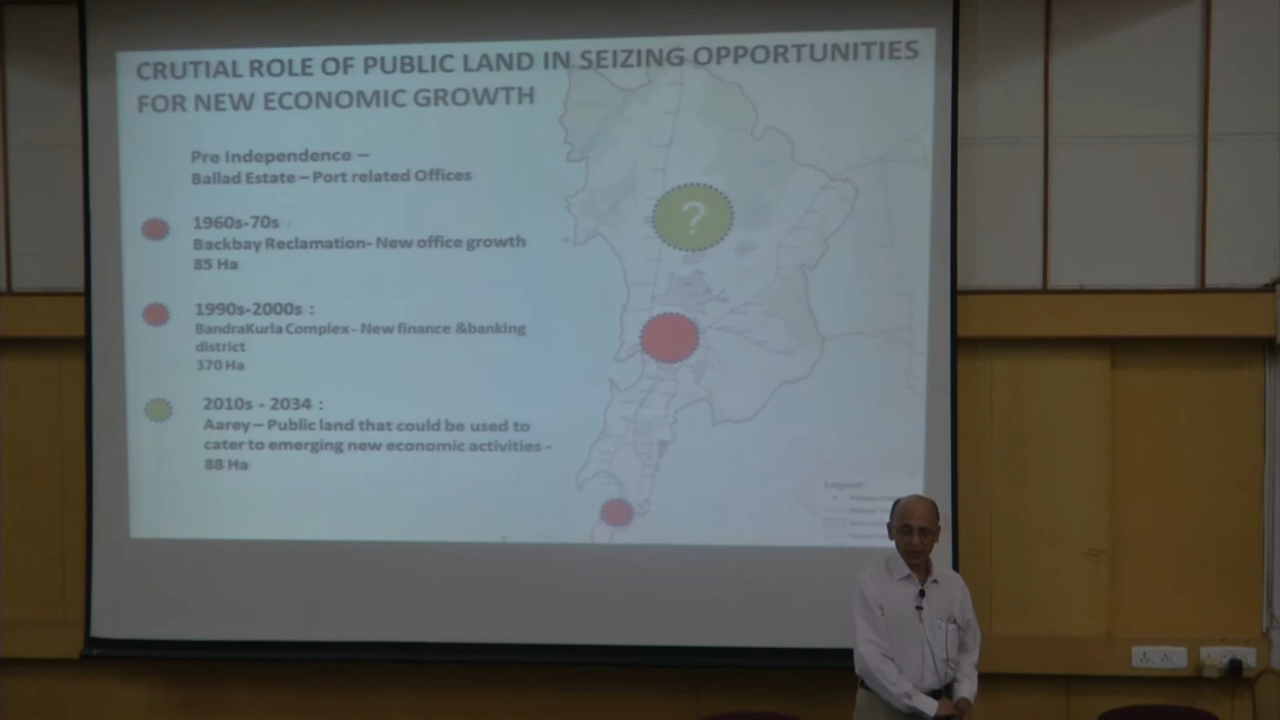 CRUTIAL ROLE OF PUBLIC LAND IN SEIZING OPPORTUNITIES
FOR NEW ECONOMIC GROWTH
Pre Independence –
Ballad Estate – Port related Offices
1960s-70s
Backbay Reclamation- New office growth
85 Ha
1990s-2000s :
BandraKurla Complex - New finance &banking
district
370 Ha
2010s - 2034 :
Aarey – Public land that could be used to
cater to emerging new economic activities -
88 Ha
?
Legend